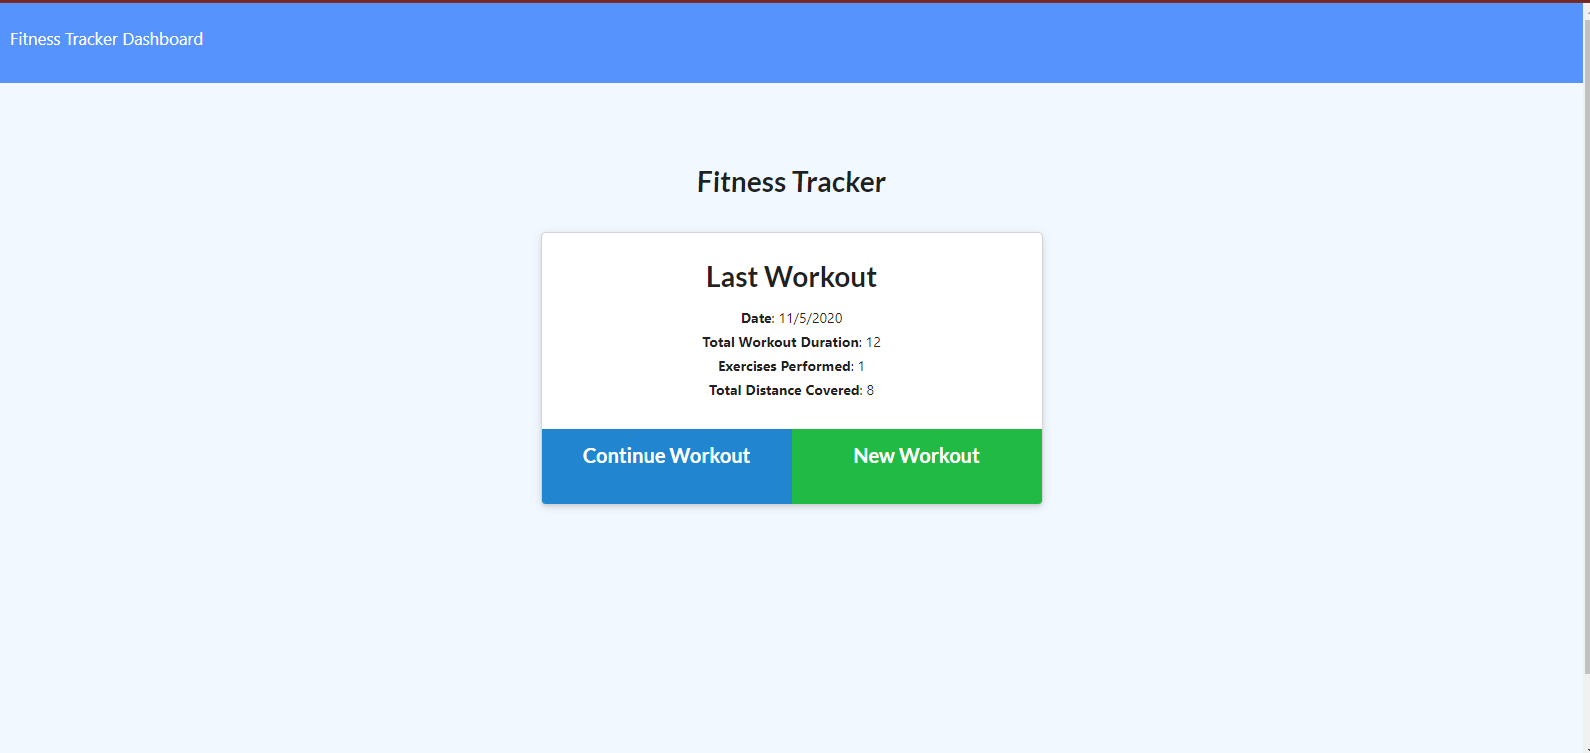 Fitness Tracker Dashboard
Fitness Tracker
Last Workout
Date: 11/5/2020
Total Workout Duration: 12
Exercises Performed: 1
Total Distance Covered: 8
Continue Workout
New Workout